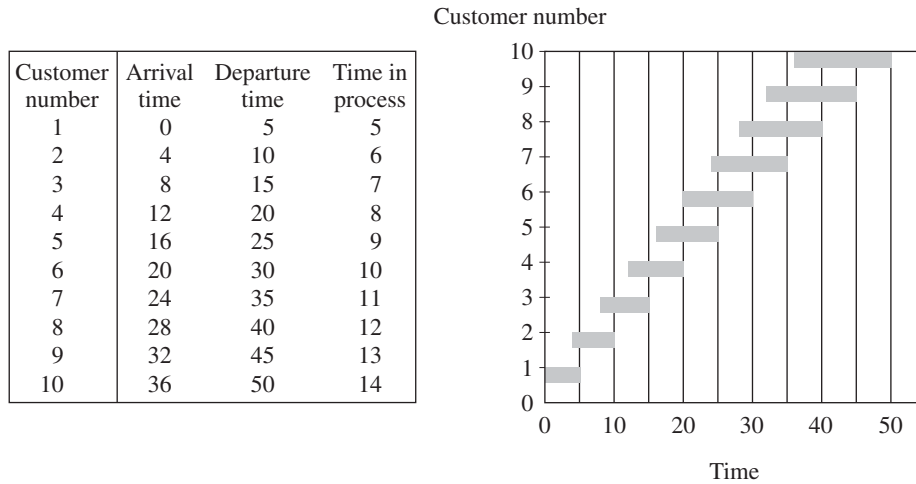 Customer number
Customer number Arrival time Departure time Time in process
1 0 5 5
2 4 10 6
3 8 15 7
4 12 20 8
5 16 25 9
6 20 30 10
7 24 35 11
8 28 40 12
9 32 45 13
10 36 50 14
10
9
8
7
6
5
4
3
2
1
0
0 10 20 30 40 50
Time